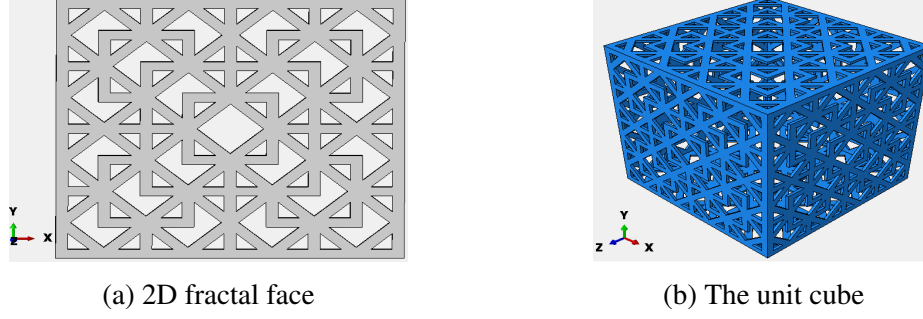 Y
Z X
(a) 2D fractal face
Y
Z X
(b) The unit cube